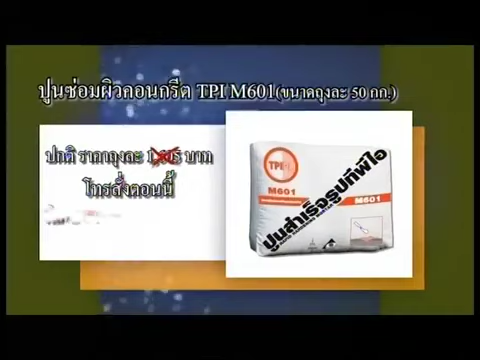 ปูนซ่อมผิวคอนกรีต TPI M601(ขนาดถุงละ 50 กก.)
ปกติ ราคาถุงละ บาท
โทรสั่งตอนนี้
TPI
M601
ปูนสำเร็จรูปทีพีไอ
M601